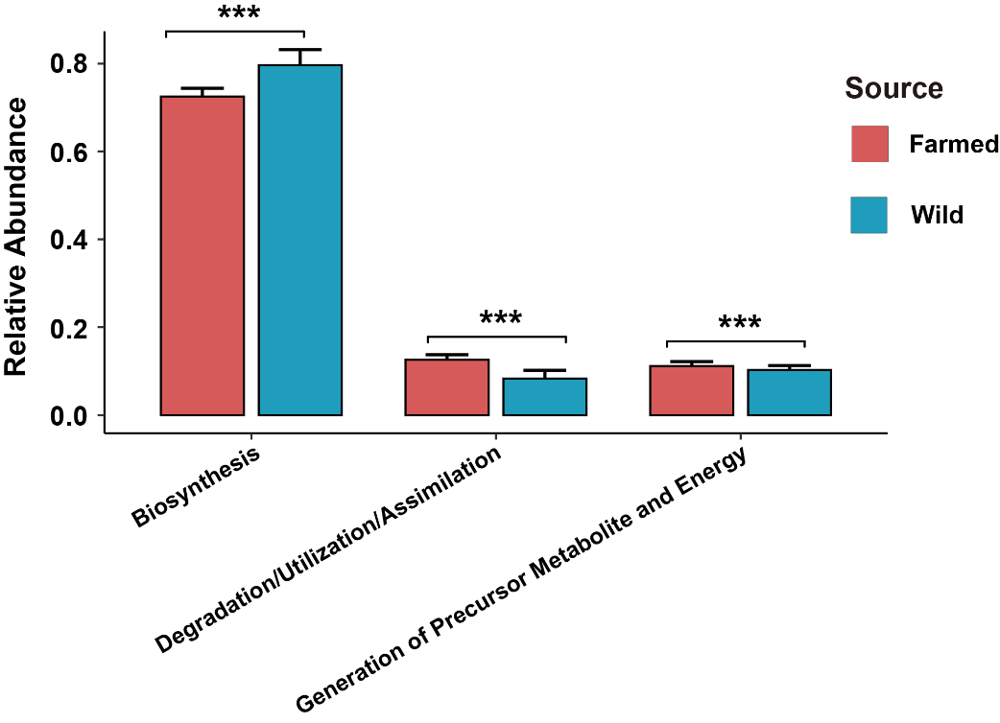 ***
0.8
0.6
0.4
0.2
0.0
Relative Abundance
***
***
Source
Farmed
Wild
Biosynthesis
Degradation/Utilization/Assimilation
Generation of Precursor Metabolite and Energy